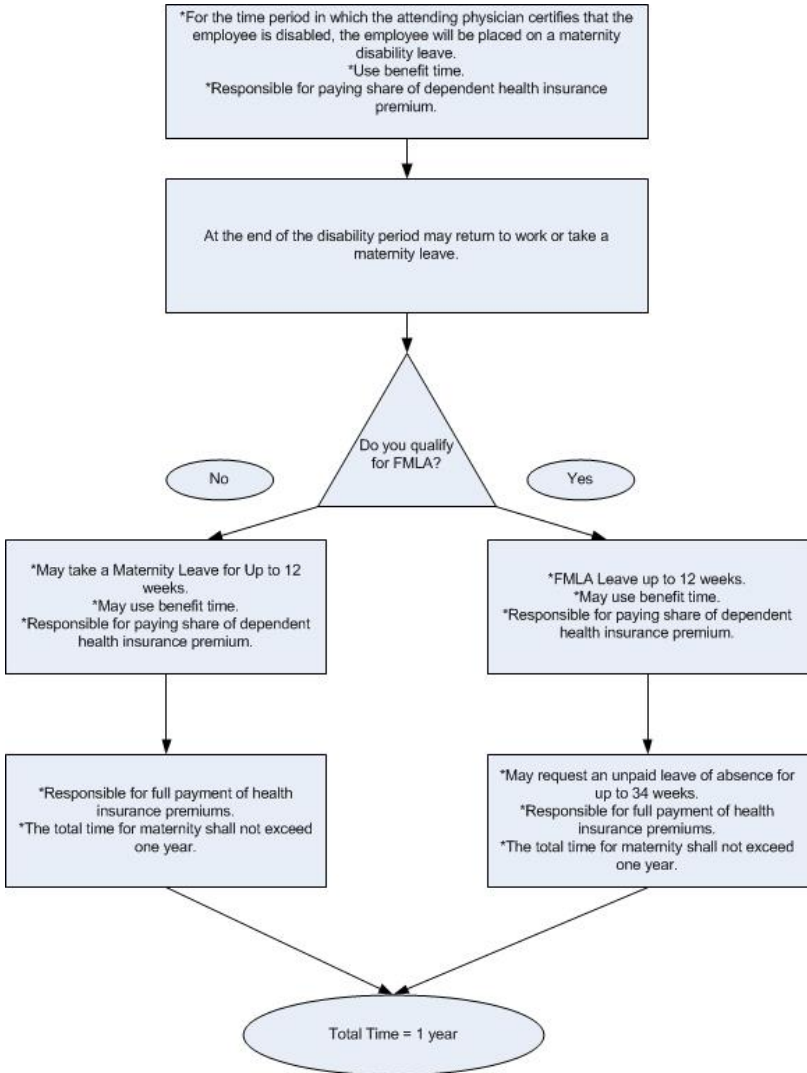 *For the time period in which the attending physician certifies that the
employee is disabled, the employee will be placed on a maternity
disability leave.
*Use benefit time.
*Responsible for paying share of dependent health insurance
premium.
At the end of the disability period may return to work or take a
maternity leave.
Do you qualify
for FMLA?
No
Yes
*May take a Maternity Leave for Up to 12
weeks.
*May use benefit time.
*Responsible for paying share of dependent
health insurance premium.
*FMLA Leave up to 12 weeks.
*May use benefit time.
*Responsible for paying share of dependent
health insurance premium.
*Responsible for full payment of health
insurance premiums.
*The total time for maternity shall not exceed
one year.
*May request an unpaid leave of absence for
up to 34 weeks.
*Responsible for full payment of health
insurance premiums.
*The total time for maternity shall not exceed
one year.
Total Time = 1 year